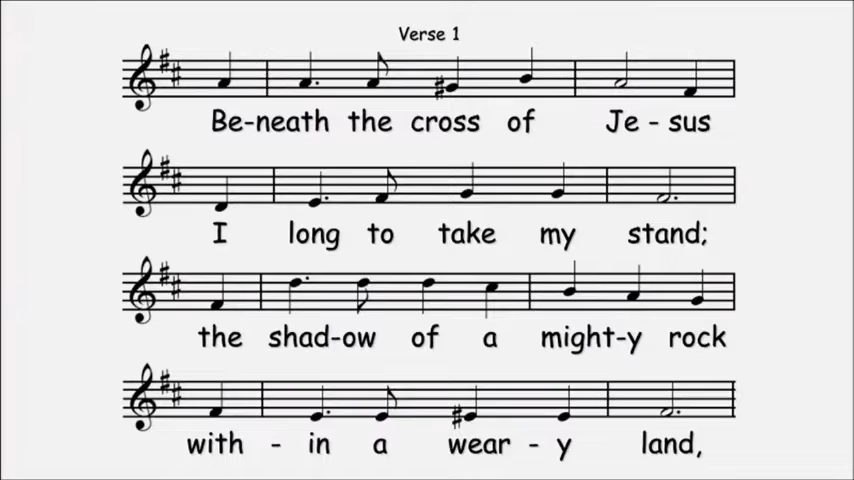 Verse 1
Be-neath the cross of Je - sus
I long to take my stand;
the shad-ow of a might-y rock
with - in a wear - y land,